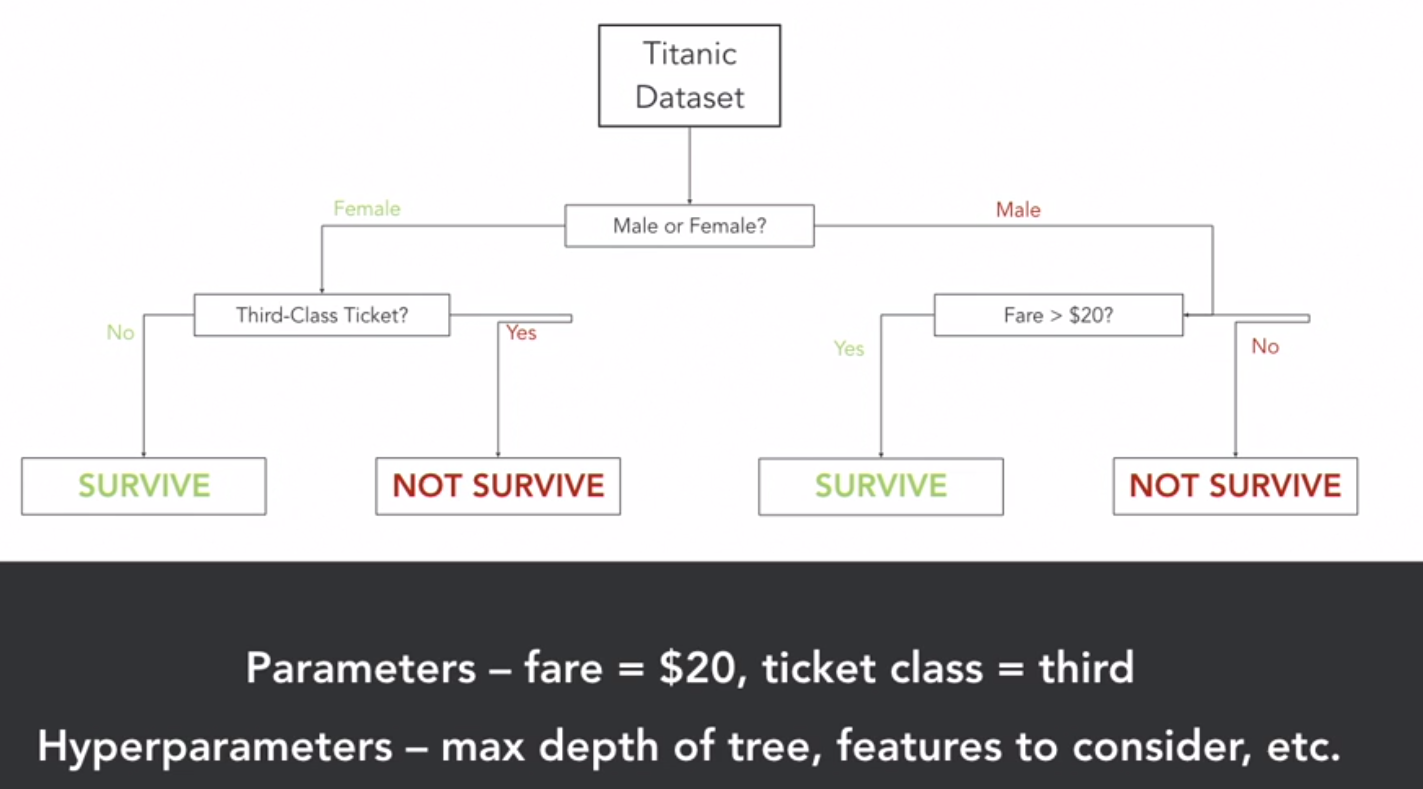 Titanic
Dataset
Female
Male or Female?
Male
Third-Class Ticket?
Fare > $20?
No
Yes
Yes
No
SURVIVE
NOT SURVIVE
SURVIVE
NOT SURVIVE
Parameters – fare = $20, ticket class = third
Hyperparameters – max depth of tree, features to consider, etc.